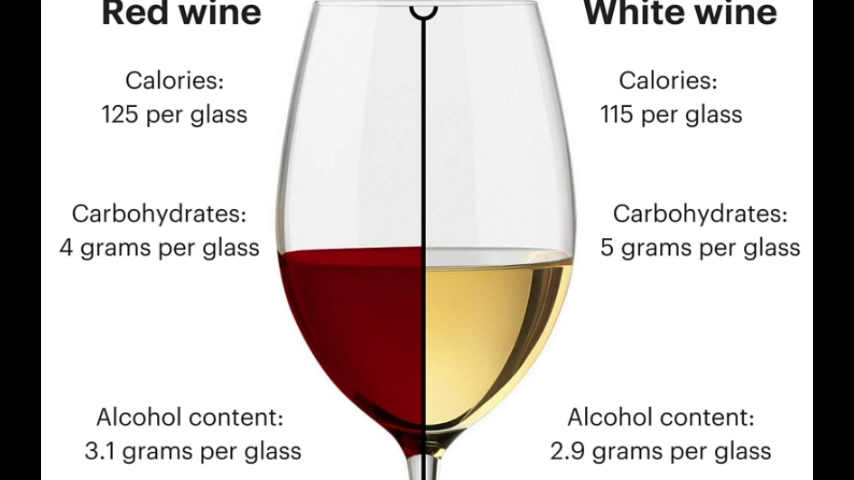 Red wine
Calories:
125 per glass
Carbohydrates:
4 grams per glass
Alcohol content:
3.1 grams per glass
White wine
Calories:
115 per glass
Carbohydrates:
5 grams per glass
Alcohol content:
2.9 grams per glass